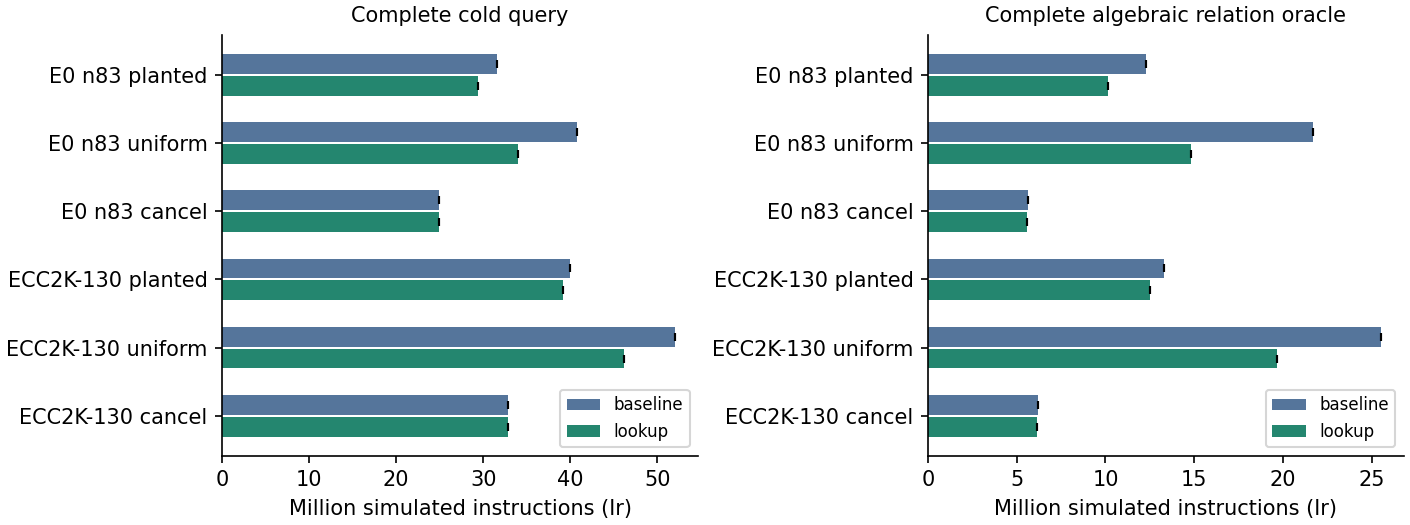 Complete cold query
E0 n83 planted
E0 n83 uniform
E0 n83 cancel
ECC2K-130 planted
ECC2K-130 uniform
ECC2K-130 cancel
baseline
lookup
0 10 20 30 40 50
Million simulated instructions (Ir)
Complete algebraic relation oracle
E0 n83 planted
E0 n83 uniform
E0 n83 cancel
ECC2K-130 planted
ECC2K-130 uniform
ECC2K-130 cancel
baseline
lookup
0 5 10 15 20 25
Million simulated instructions (Ir)